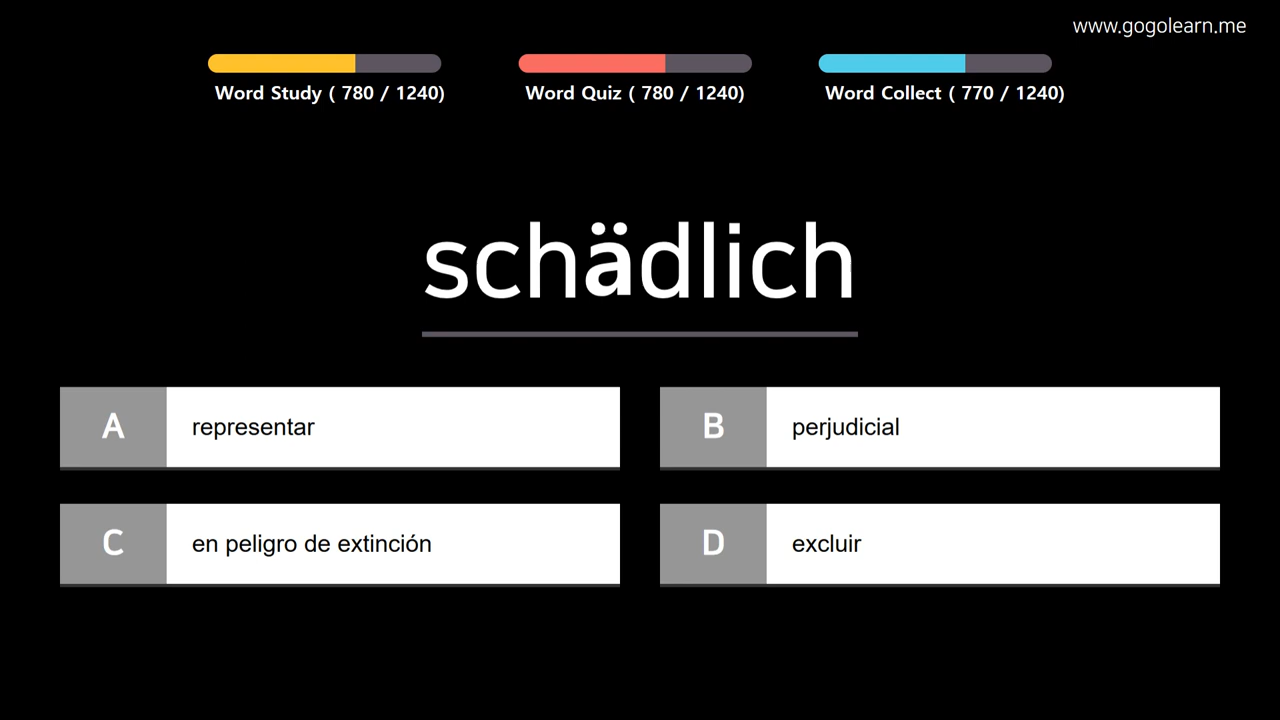 www.gogolearn.me
Word Study ( 780 / 1240)
Word Quiz ( 780 / 1240)
Word Collect ( 770 / 1240)
schädlich
A representar
B perjudicial
C en peligro de extinción
D excluir